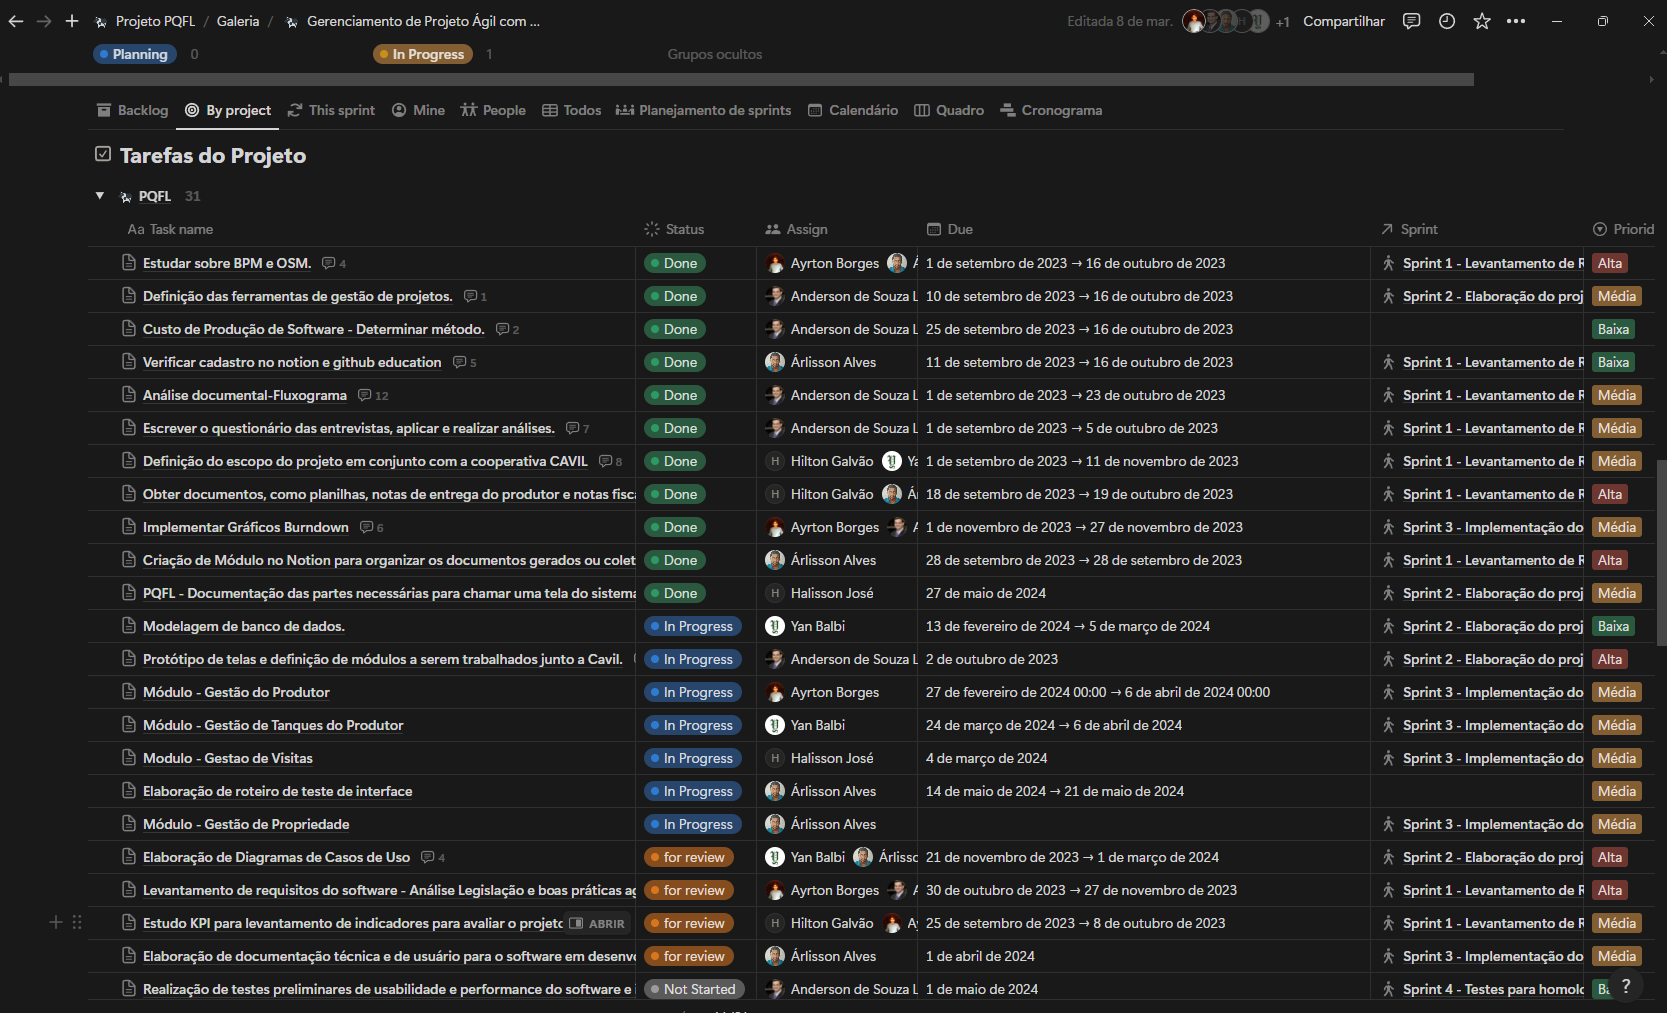 Projeto PQFL / Galeria / Gerenciamento de Projeto Ágil com ... Editada 8 de mar. +1 Compartilhar
Planning 0 In Progress 1 Grupos ocultos
Backlog By project This sprint Mine People Todos Planejamento de sprints Calendário Quadro Cronograma
Tarefas do Projeto
PQFL 31
Aa Task name Status Assign Due Sprint Priorid
Estudar sobre BPM e OSM. 4 Done Ayrton Borges 1 de setembro de 2023 → 16 de outubro de 2023 Sprint 1 - Levantamento de R Alta
Definição das ferramentas de gestão de projetos. 1 Done Anderson de Souza L 10 de setembro de 2023 → 16 de outubro de 2023 Sprint 2 - Elaboração do proj Média
Custo de Produção de Software - Determinar método. 2 Done Anderson de Souza L 25 de setembro de 2023 → 16 de outubro de 2023 Baixa
Verificar cadastro no notion e github education 5 Done Árlisson Alves 11 de setembro de 2023 → 16 de outubro de 2023 Sprint 1 - Levantamento de R Baixa
Análise documental-Fluxograma 12 Done Anderson de Souza L 1 de setembro de 2023 → 23 de outubro de 2023 Sprint 1 - Levantamento de R Média
Escrever o questionário das entrevistas, aplicar e realizar análises. 7 Done Anderson de Souza L 1 de setembro de 2023 → 5 de outubro de 2023 Sprint 1 - Levantamento de R Média
Definição do escopo do projeto em conjunto com a cooperativa CAVIL 8 Done H Hilton Galvão Ya 1 de setembro de 2023 → 11 de novembro de 2023 Sprint 1 - Levantamento de R Média
Obter documentos, como planilhas, notas de entrega do produtor e notas fisca Done H Hilton Galvão Ár 18 de setembro de 2023 → 19 de outubro de 2023 Sprint 1 - Levantamento de R Alta
Implementar Gráficos Burndown 6 Done Ayrton Borges A 1 de novembro de 2023 → 27 de novembro de 2023 Sprint 3 - Implementação do Média
Criação de Módulo no Notion para organizar os documentos gerados ou colet Done Árlisson Alves 28 de setembro de 2023 → 28 de setembro de 2023 Sprint 1 - Levantamento de R Alta
PQFL - Documentação das partes necessárias para chamar uma tela do sistema Done H Halisson José 27 de maio de 2024 Sprint 2 - Elaboração do proj Média
Modelagem de banco de dados. In Progress Yan Balbi 13 de fevereiro de 2024 → 5 de março de 2024 Sprint 2 - Elaboração do proj Baixa
Protótipo de telas e definição de módulos a serem trabalhados junto a Cavil. In Progress Anderson de Souza L 2 de outubro de 2023 Sprint 2 - Elaboração do proj Alta
Módulo - Gestão do Produtor In Progress Ayrton Borges 27 de fevereiro de 2024 00:00 → 6 de abril de 2024 00:00 Sprint 3 - Implementação do Média
Módulo - Gestão de Tanques do Produtor In Progress Yan Balbi 24 de março de 2024 → 6 de abril de 2024 Sprint 3 - Implementação do Média
Modulo - Gestao de Visitas In Progress H Halisson José 4 de março de 2024 Sprint 3 - Implementação do Média
Elaboração de roteiro de teste de interface In Progress Árlisson Alves 14 de maio de 2024 → 21 de maio de 2024 Média
Módulo - Gestão de Propriedade In Progress Árlisson Alves Sprint 3 - Implementação do Média
Elaboração de Diagramas de Casos de Uso 4 for review Yan Balbi Árlissc 21 de novembro de 2023 → 1 de março de 2024 Sprint 2 - Elaboração do proj Alta
Levantamento de requisitos do software - Análise Legislação e boas práticas ag for review Ayrton Borges A 30 de outubro de 2023 → 27 de novembro de 2023 Sprint 1 - Levantamento de R Alta
Estudo KPI para levantamento de indicadores para avaliar o projeto ABRIR for review H Hilton Galvão Ay 25 de setembro de 2023 → 8 de outubro de 2023 Sprint 1 - Levantamento de R Média
Elaboração de documentação técnica e de usuário para o software em desenvo for review Árlisson Alves 1 de abril de 2024 Sprint 3 - Implementação do Média
Realização de testes preliminares de usabilidade e performance do software e Not Started Anderson de Souza L 1 de maio de 2024 Sprint 4 - Testes para homolo ?